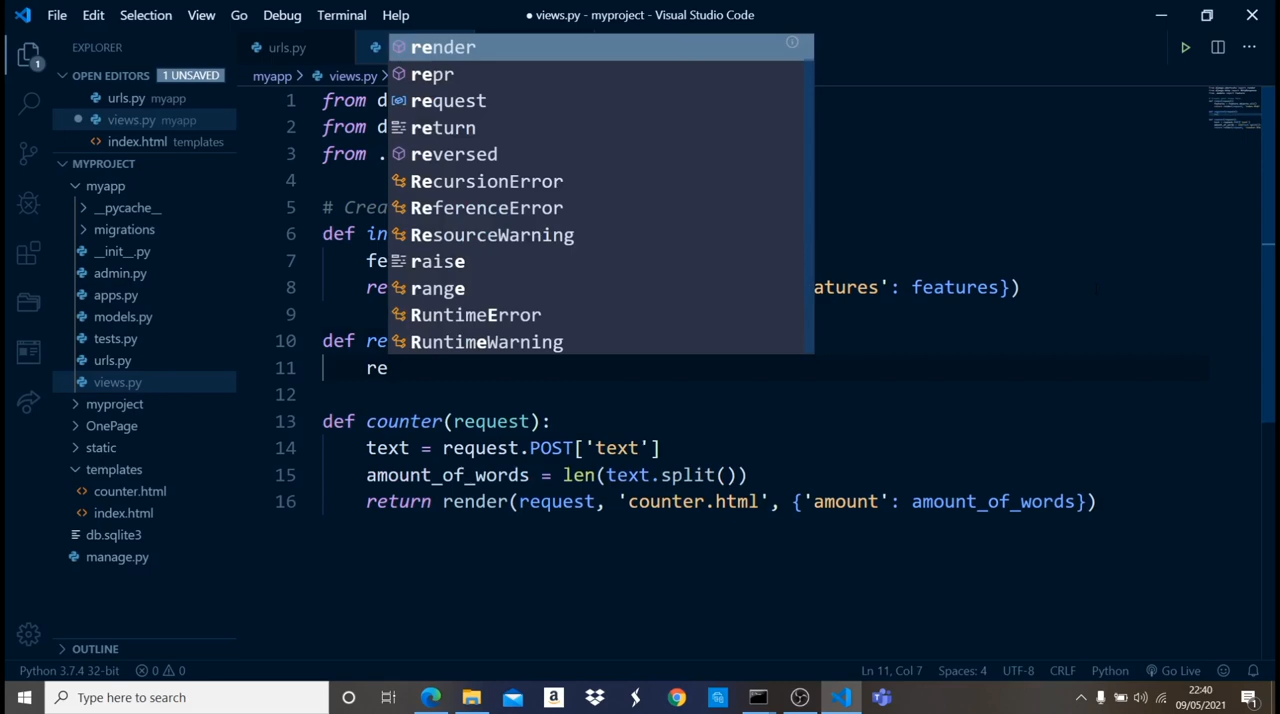 File Edit Selection View Go Debug Terminal Help
● views.py - myproject - Visual Studio Code
EXPLORER
OPEN EDITORS 1 UNSAVED
urls.py myapp
views.py myapp
index.html templates
MYPROJECT
myapp
__pycache__
migrations
__init__.py
admin.py
apps.py
models.py
tests.py
urls.py
views.py
myproject
OnePage
static
templates
counter.html
index.html
db.sqlite3
manage.py
OUTLINE
1
urls.py
myapp > views.py >
render
repr
request
return
reversed
RecursionError
ReferenceError
ResourceWarning
raise
range
RuntimeError
RuntimeWarning
1 from d
2 from d
3 from .
4
5 # Crea
6 def in
7 fe
8 re atures': features})
9
10 def re
11 re
12
13 def counter(request):
14 text = request.POST['text']
15 amount_of_words = len(text.split())
16 return render(request, 'counter.html', {'amount': amount_of_words})
Python 3.7.4 32-bit 0 0 Ln 11, Col 7 Spaces: 4 UTF-8 CRLF Python Go Live
Type here to search
22:40
09/05/2021
1